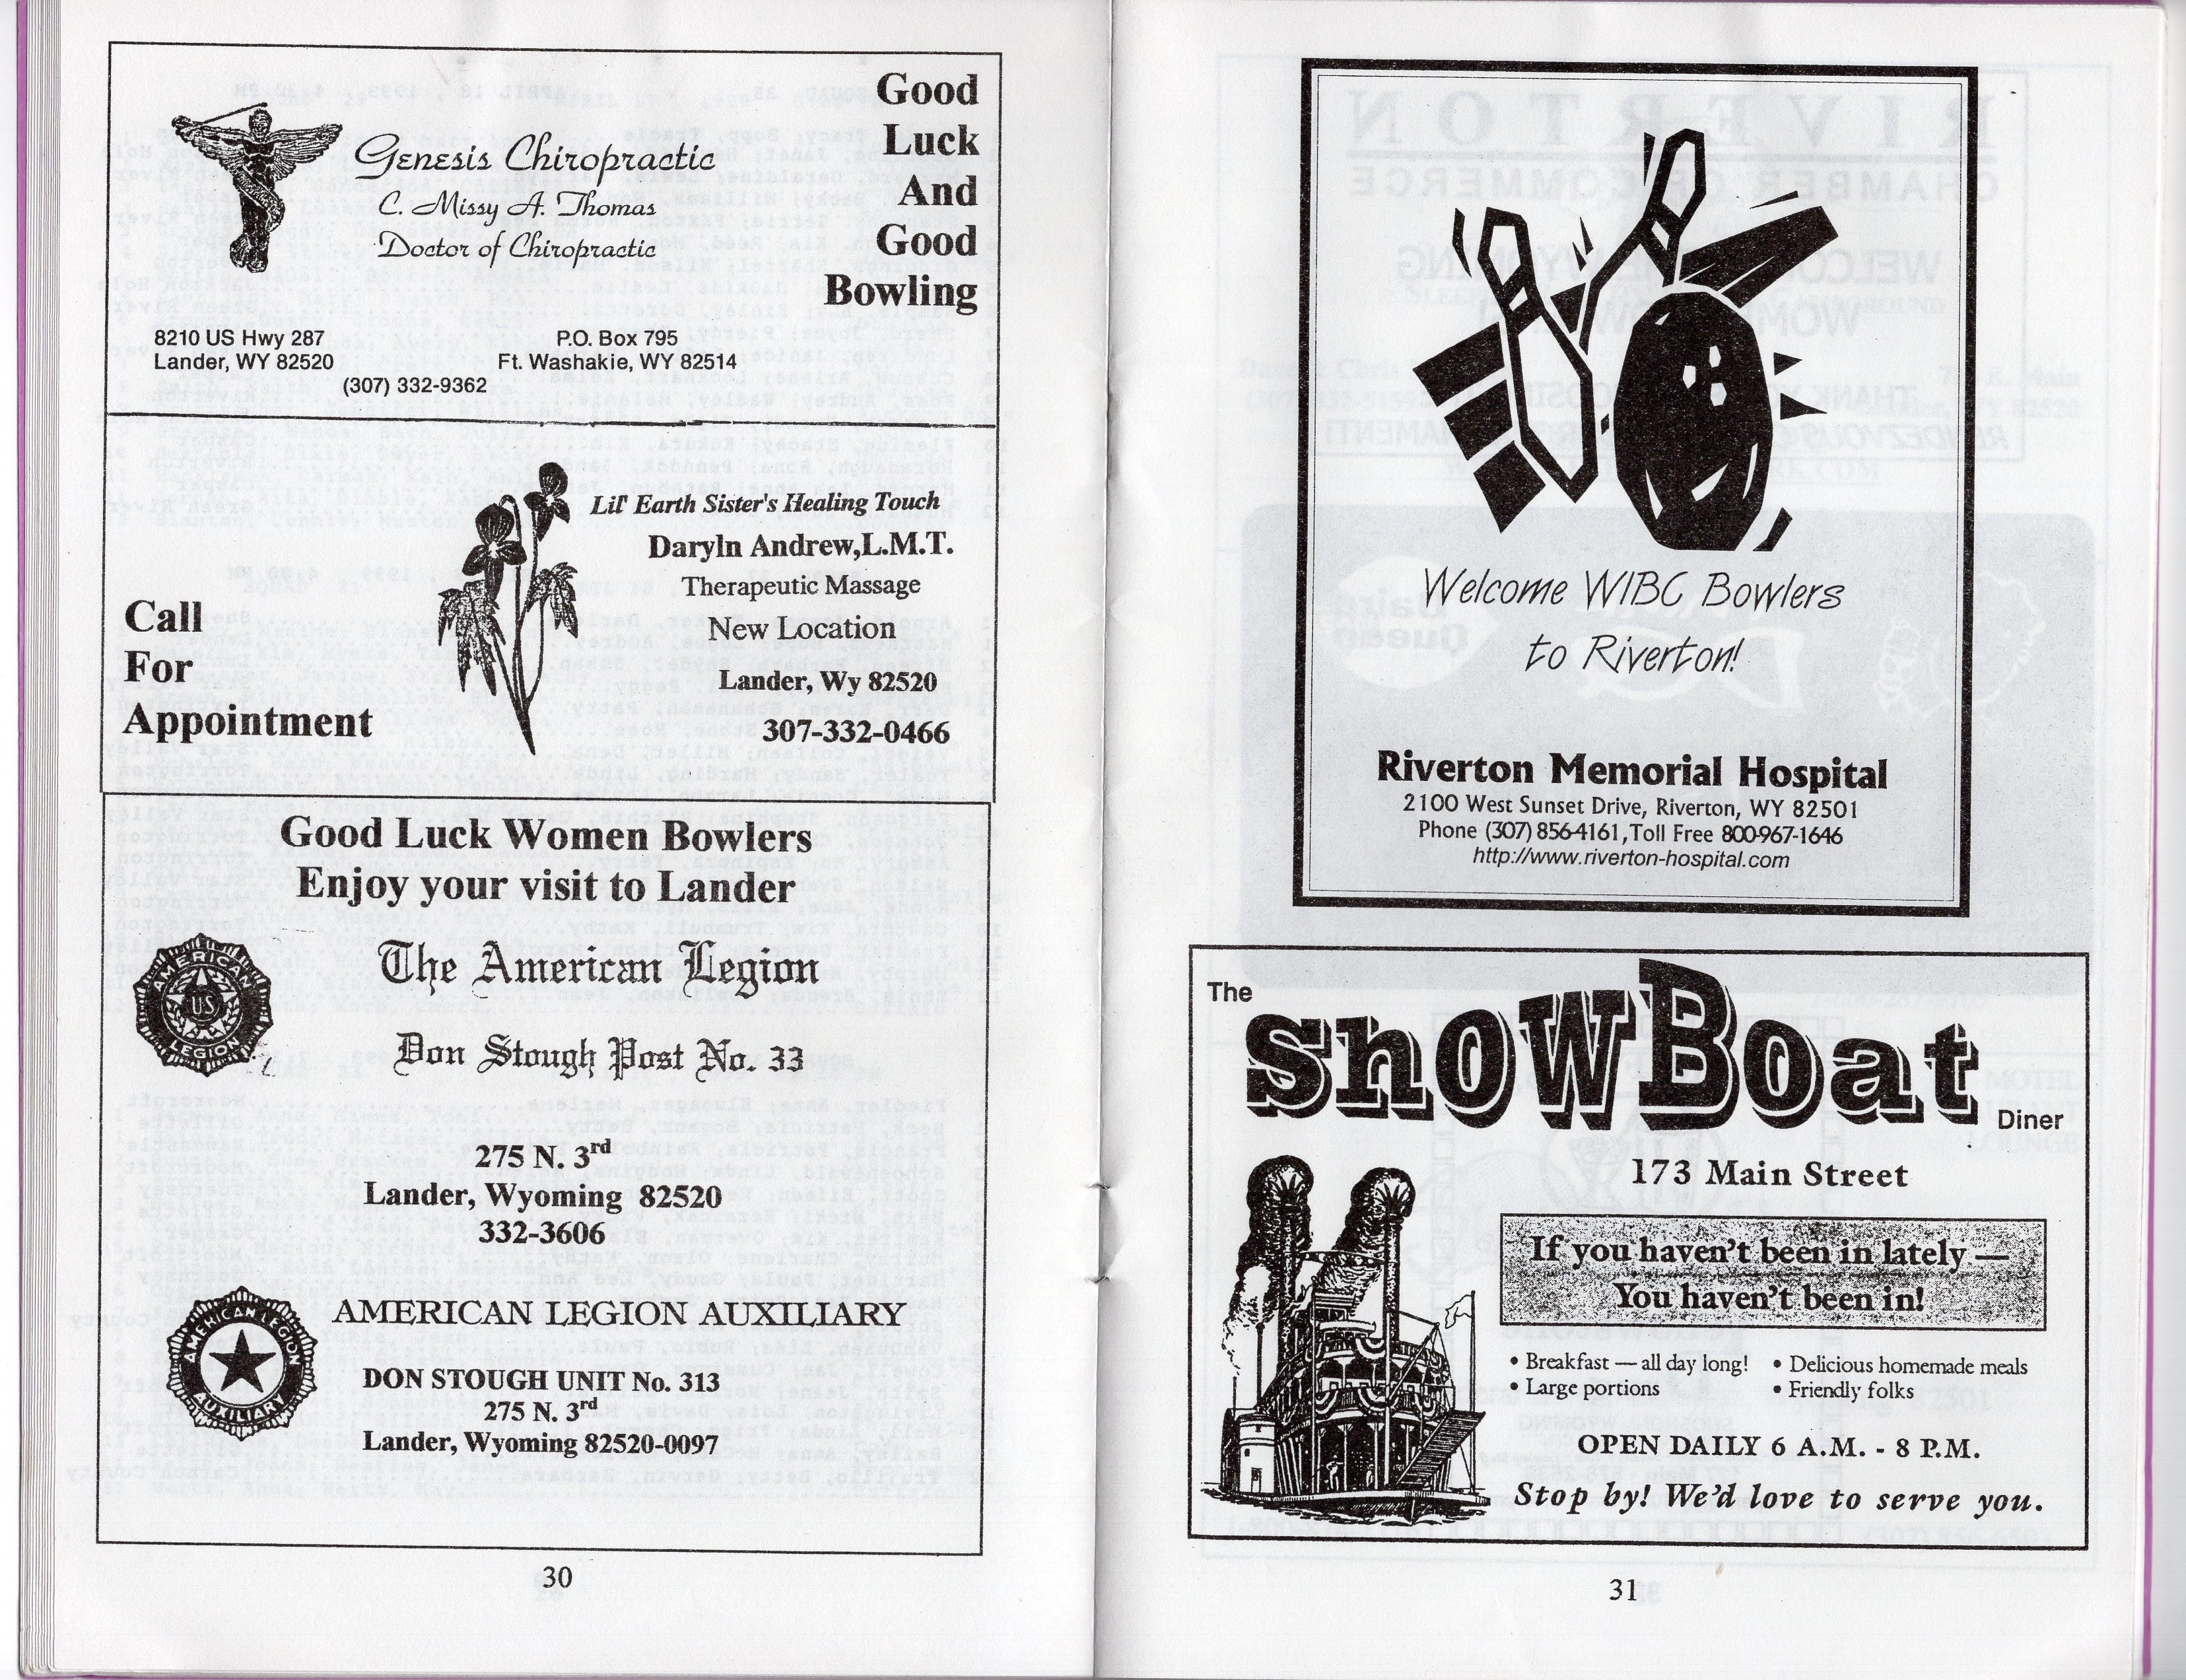 Good
Luck
And
Good
Bowling
Genesis Chiropractic
C. Missy A. Thomas
Doctor of Chiropractic
8210 US Hwy 287
Lander, WY 82520
P.O. Box 795
Ft. Washakie, WY 82514
(307) 332-9362
Lil' Earth Sister's Healing Touch
Daryln Andrew,L.M.T.
Therapeutic Massage
New Location
Lander, Wy 82520
307-332-0466
Call
For
Appointment
Good Luck Women Bowlers
Enjoy your visit to Lander
AMERICAN
US
LEGION
The American Legion
Don Stough Post No. 33
275 N. 3rd
Lander, Wyoming 82520
332-3606
AMERICAN LEGION
AUXILIARY
AMERICAN LEGION AUXILIARY
DON STOUGH UNIT No. 313
275 N. 3rd
Lander, Wyoming 82520-0097
30
Welcome WIBC Bowlers
to Riverton!
Riverton Memorial Hospital
2100 West Sunset Drive, Riverton, WY 82501
Phone (307) 856-4161, Toll Free 800-967-1646
http://www.riverton-hospital.com
The
snowBoat
Diner
173 Main Street
If you haven't been in lately —
You haven't been in!
• Breakfast — all day long! • Delicious homemade meals
• Large portions • Friendly folks
OPEN DAILY 6 A.M. - 8 P.M.
Stop by! We'd love to serve you.
31